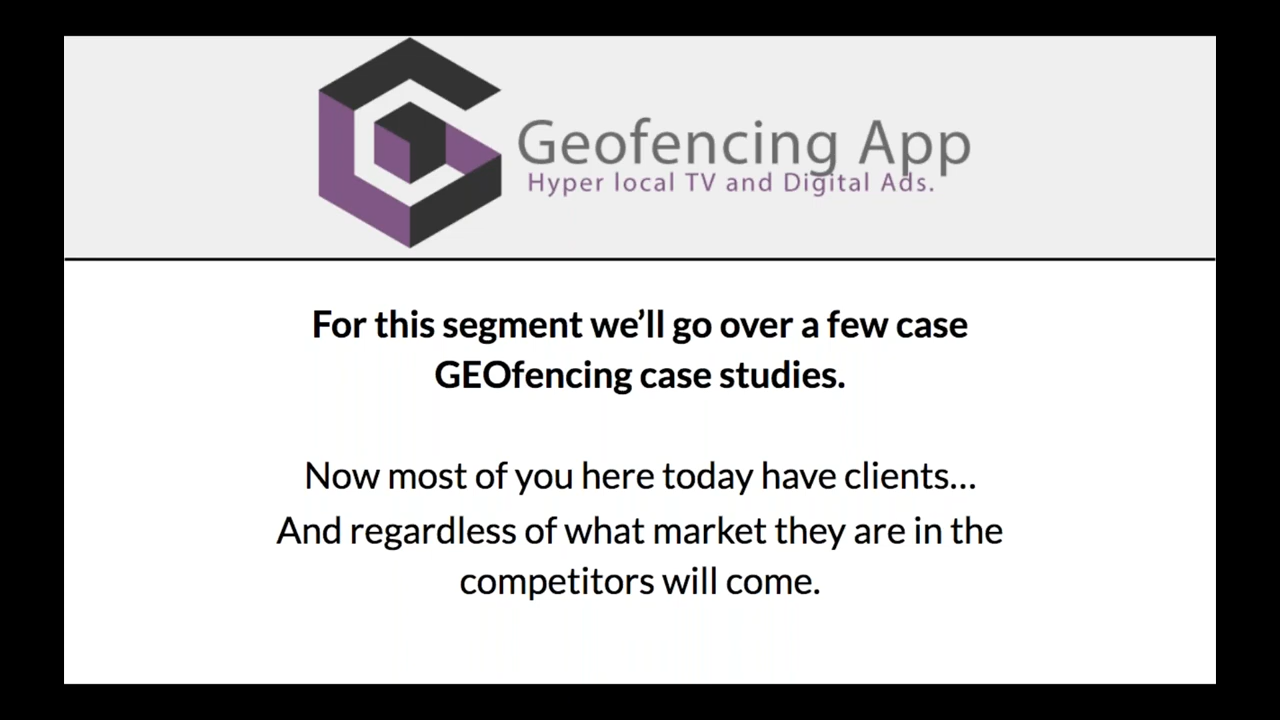 Geofencing App
Hyper local TV and Digital Ads.
For this segment we'll go over a few case
GEOfencing case studies.
Now most of you here today have clients...
And regardless of what market they are in the
competitors will come.